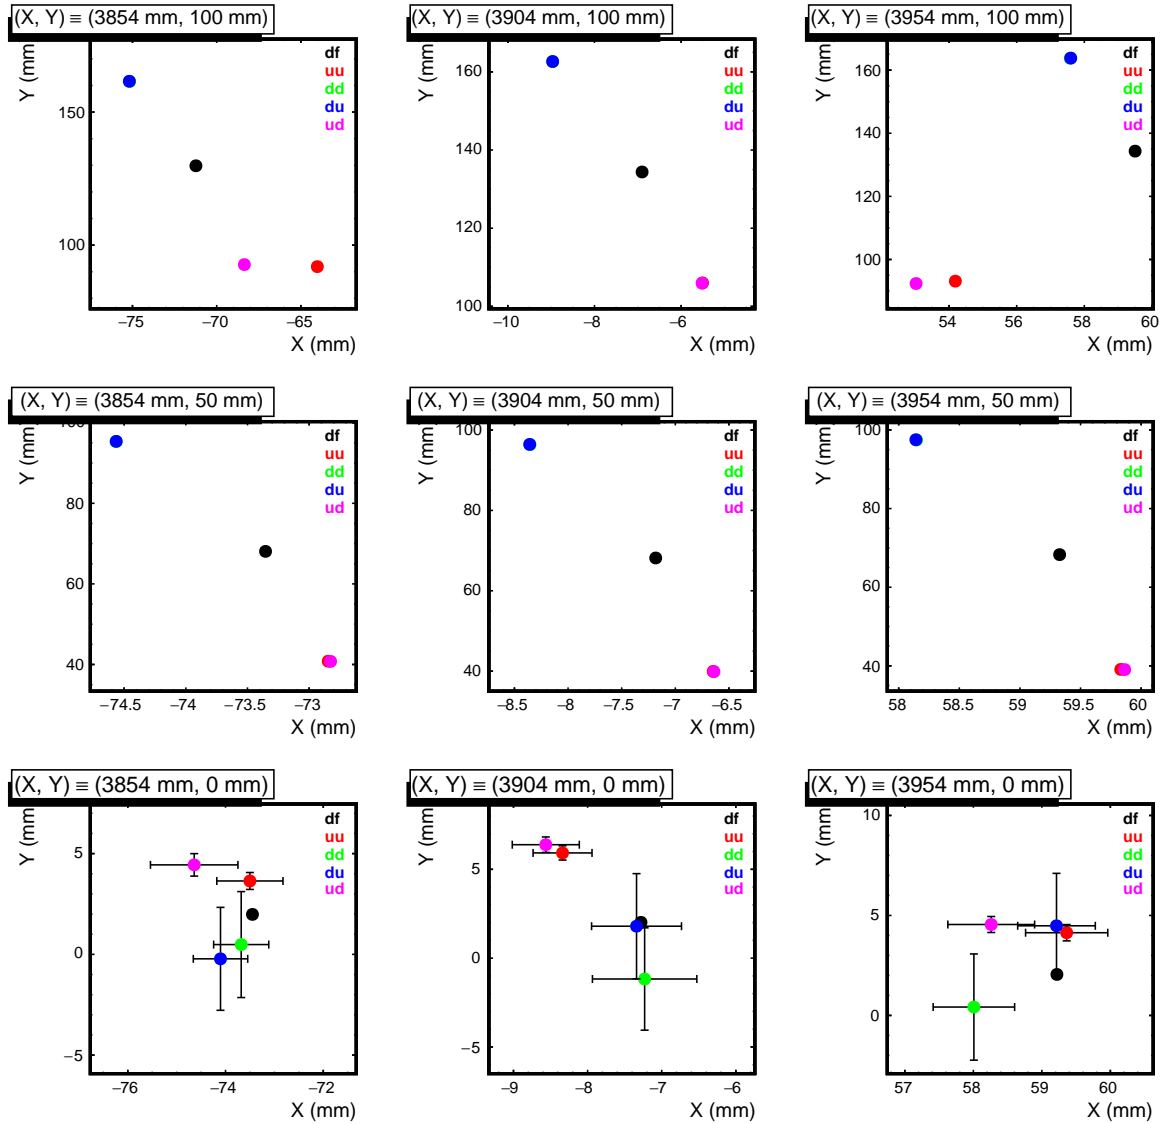 (X, Y) ≡ (3854 mm, 100 mm)
Y (mm
df
uu
dd
du
ud
150
100
−75 −70 −65
X (mm)
(X, Y) ≡ (3904 mm, 100 mm)
Y (mm
df
uu
dd
du
ud
160
140
120
100
−10 −8 −6
X (mm)
(X, Y) ≡ (3954 mm, 100 mm)
Y (mm
df
uu
dd
du
ud
160
140
120
100
54 56 58 60
X (mm)
(X, Y) ≡ (3854 mm, 50 mm)
Y (mm
df
uu
dd
du
ud
80
60
40
−74.5 −74 −73.5 −73
X (mm)
(X, Y) ≡ (3904 mm, 50 mm)
Y (mm
df
uu
dd
du
ud
100
80
60
40
−8.5 −8 −7.5 −7 −6.5
X (mm)
(X, Y) ≡ (3954 mm, 50 mm)
Y (mm
df
uu
dd
du
ud
100
80
60
40
58 58.5 59 59.5 60
X (mm)
(X, Y) ≡ (3854 mm, 0 mm)
Y (mm
df
uu
dd
du
ud
5
0
−5
−76 −74 −72
X (mm)
(X, Y) ≡ (3904 mm, 0 mm)
Y (mm
df
uu
dd
du
ud
5
0
−5
−9 −8 −7 −6
X (mm)
(X, Y) ≡ (3954 mm, 0 mm)
Y (mm
df
uu
dd
du
ud
10
5
0
57 58 59 60
X (mm)